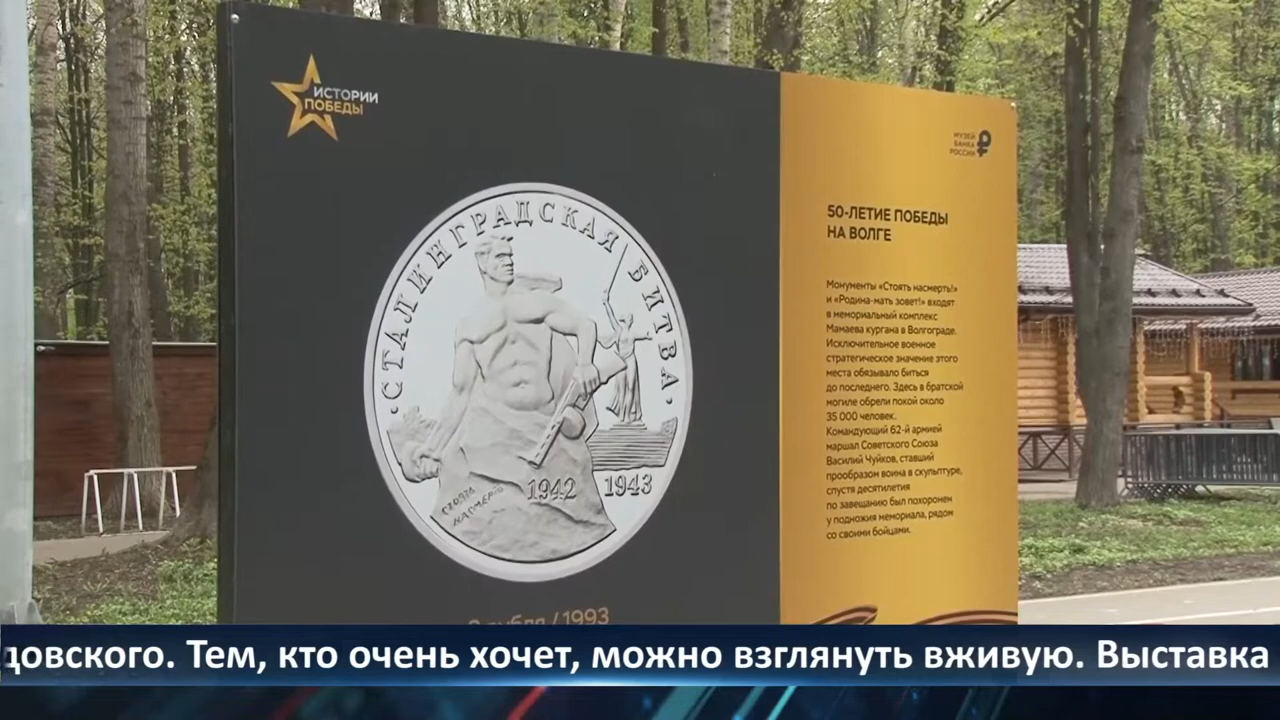 ИСТОРИИ
ПОБЕДЫ
МУЗЕЙ
БАНКА
РОССИИ
СТАЛИНГРАДСКАЯ БИТВА
СТОЯТЬ
НАСМЕРТЬ
1942 1943
рубля / 1993
50-ЛЕТИЕ ПОБЕДЫ
НА ВОЛГЕ
Монументы «Стоять насмерть!»
и «Родина-мать зовет!» входят
в мемориальный комплекс
Мамаева кургана в Волгограде.
Исключительное военное
стратегическое значение этого
места обязывало биться
до последнего. Здесь в братской
могиле обрели покой около
35 000 человек.
Командующий 62-й армией
маршал Советского Союза
Василий Чуйков, ставший
прообразом воина в скульптуре,
спустя десятилетия
по завещанию был похоронен
у подножия мемориала, рядом
со своими бойцами.
довского. Тем, кто очень хочет, можно взглянуть вживую. Выставка